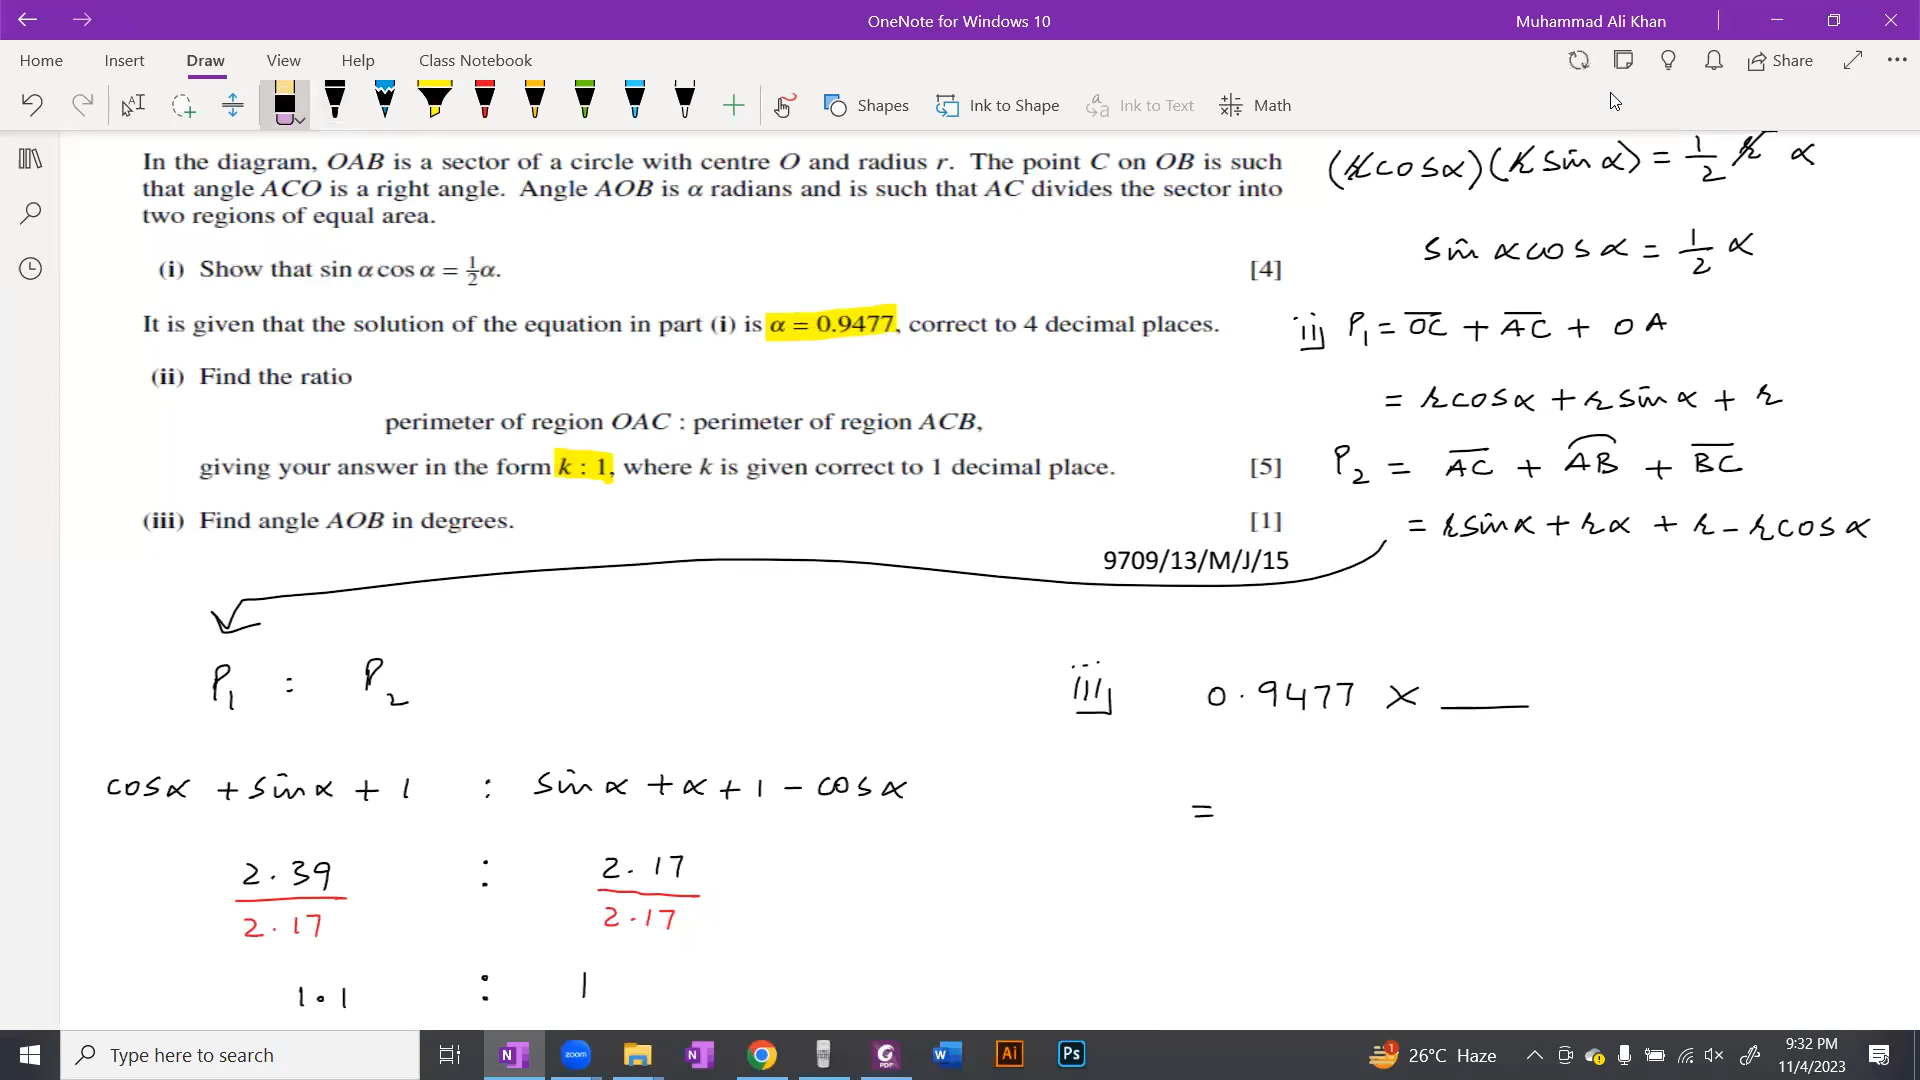 OneNote for Windows 10
Muhammad Ali Khan
Home Insert Draw View Help Class Notebook Share
Shapes Ink to Shape Ink to Text Math
In the diagram, OAB is a sector of a circle with centre O and radius r. The point C on OB is such
that angle ACO is a right angle. Angle AOB is α radians and is such that AC divides the sector into
two regions of equal area.
(i) Show that sin α cos α = ½α. [4]
It is given that the solution of the equation in part (i) is α = 0.9477, correct to 4 decimal places.
(ii) Find the ratio
perimeter of region OAC : perimeter of region ACB,
giving your answer in the form k : 1, where k is given correct to 1 decimal place. [5]
(iii) Find angle AOB in degrees. [1]
9709/13/M/J/15
(r cos α)(r sin α) = 1/2 r α
sin α cos α = 1/2 α
ii P₁ = OC + AC + OA
= r cos α + r sin α + r
P₂ = AC + AB + BC
= r sin α + rα + r - r cos α
P₁ : P₂
cos α + sin α + 1 : sin α + α + 1 - cos α
2.39 : 2.17
2.17 2.17
1.1 : 1
iii 0.9477 × ___
=
Type here to search
zoom
W
Ai
Ps
1
26°C Haze
9:32 PM
11/4/2023